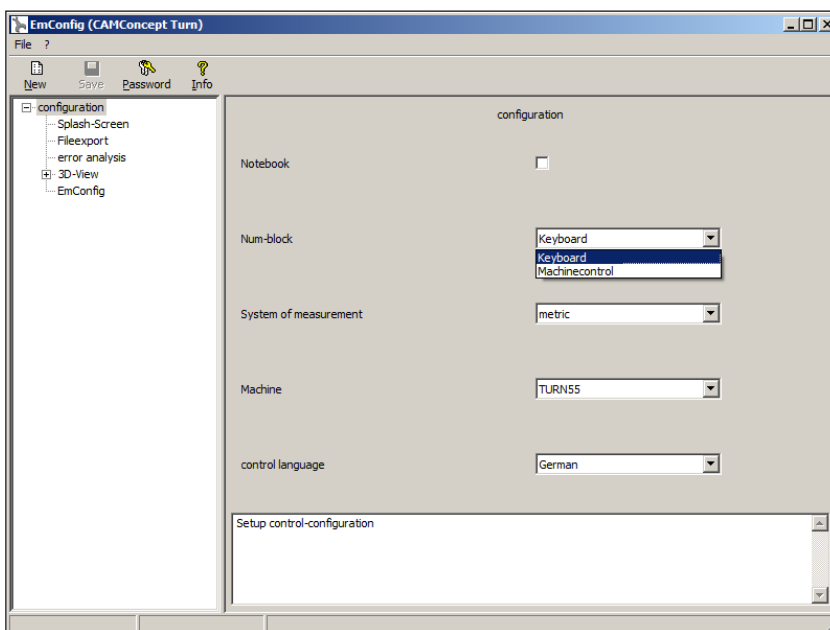 EmConfig (CAMConcept Turn)
File ?
New Save Password Info
configuration
Splash-Screen
Fileexport
error analysis
3D-View
EmConfig
configuration
Notebook
Num-block Keyboard
Keyboard
Machinecontrol
System of measurement metric
Machine TURN55
control language German
Setup control-configuration